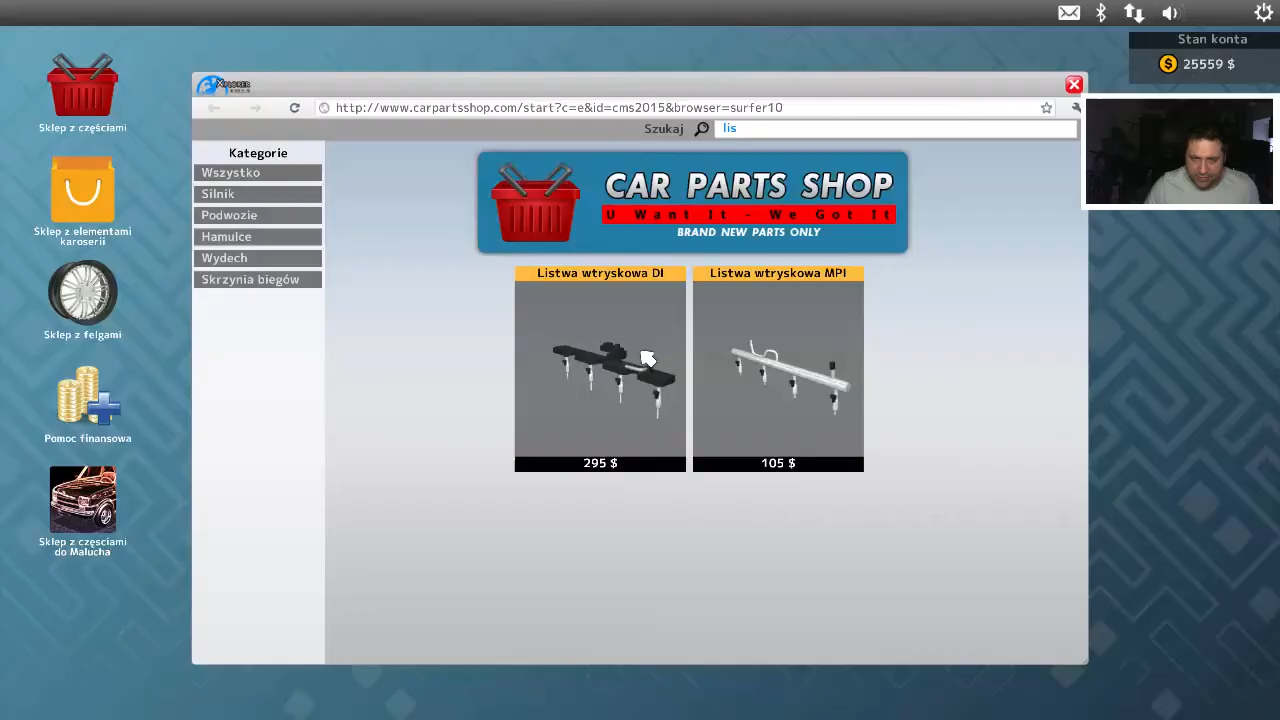 Stan konta
25559 $
Sklep z częściami
Sklep z elementami
karoserii
Sklep z felgami
Pomoc finansowa
Sklep z częsciami
do Malucha
XPLORER
http://www.carpartsshop.com/start?c=e&id=cms2015&browser=surfer10
Szukaj lis
Kategorie
Wszystko
Silnik
Podwozie
Hamulce
Wydech
Skrzynia biegów
CAR PARTS SHOP
U Want It - We Got It
BRAND NEW PARTS ONLY
Listwa wtryskowa DI
295 $
Listwa wtryskowa MPI
105 $